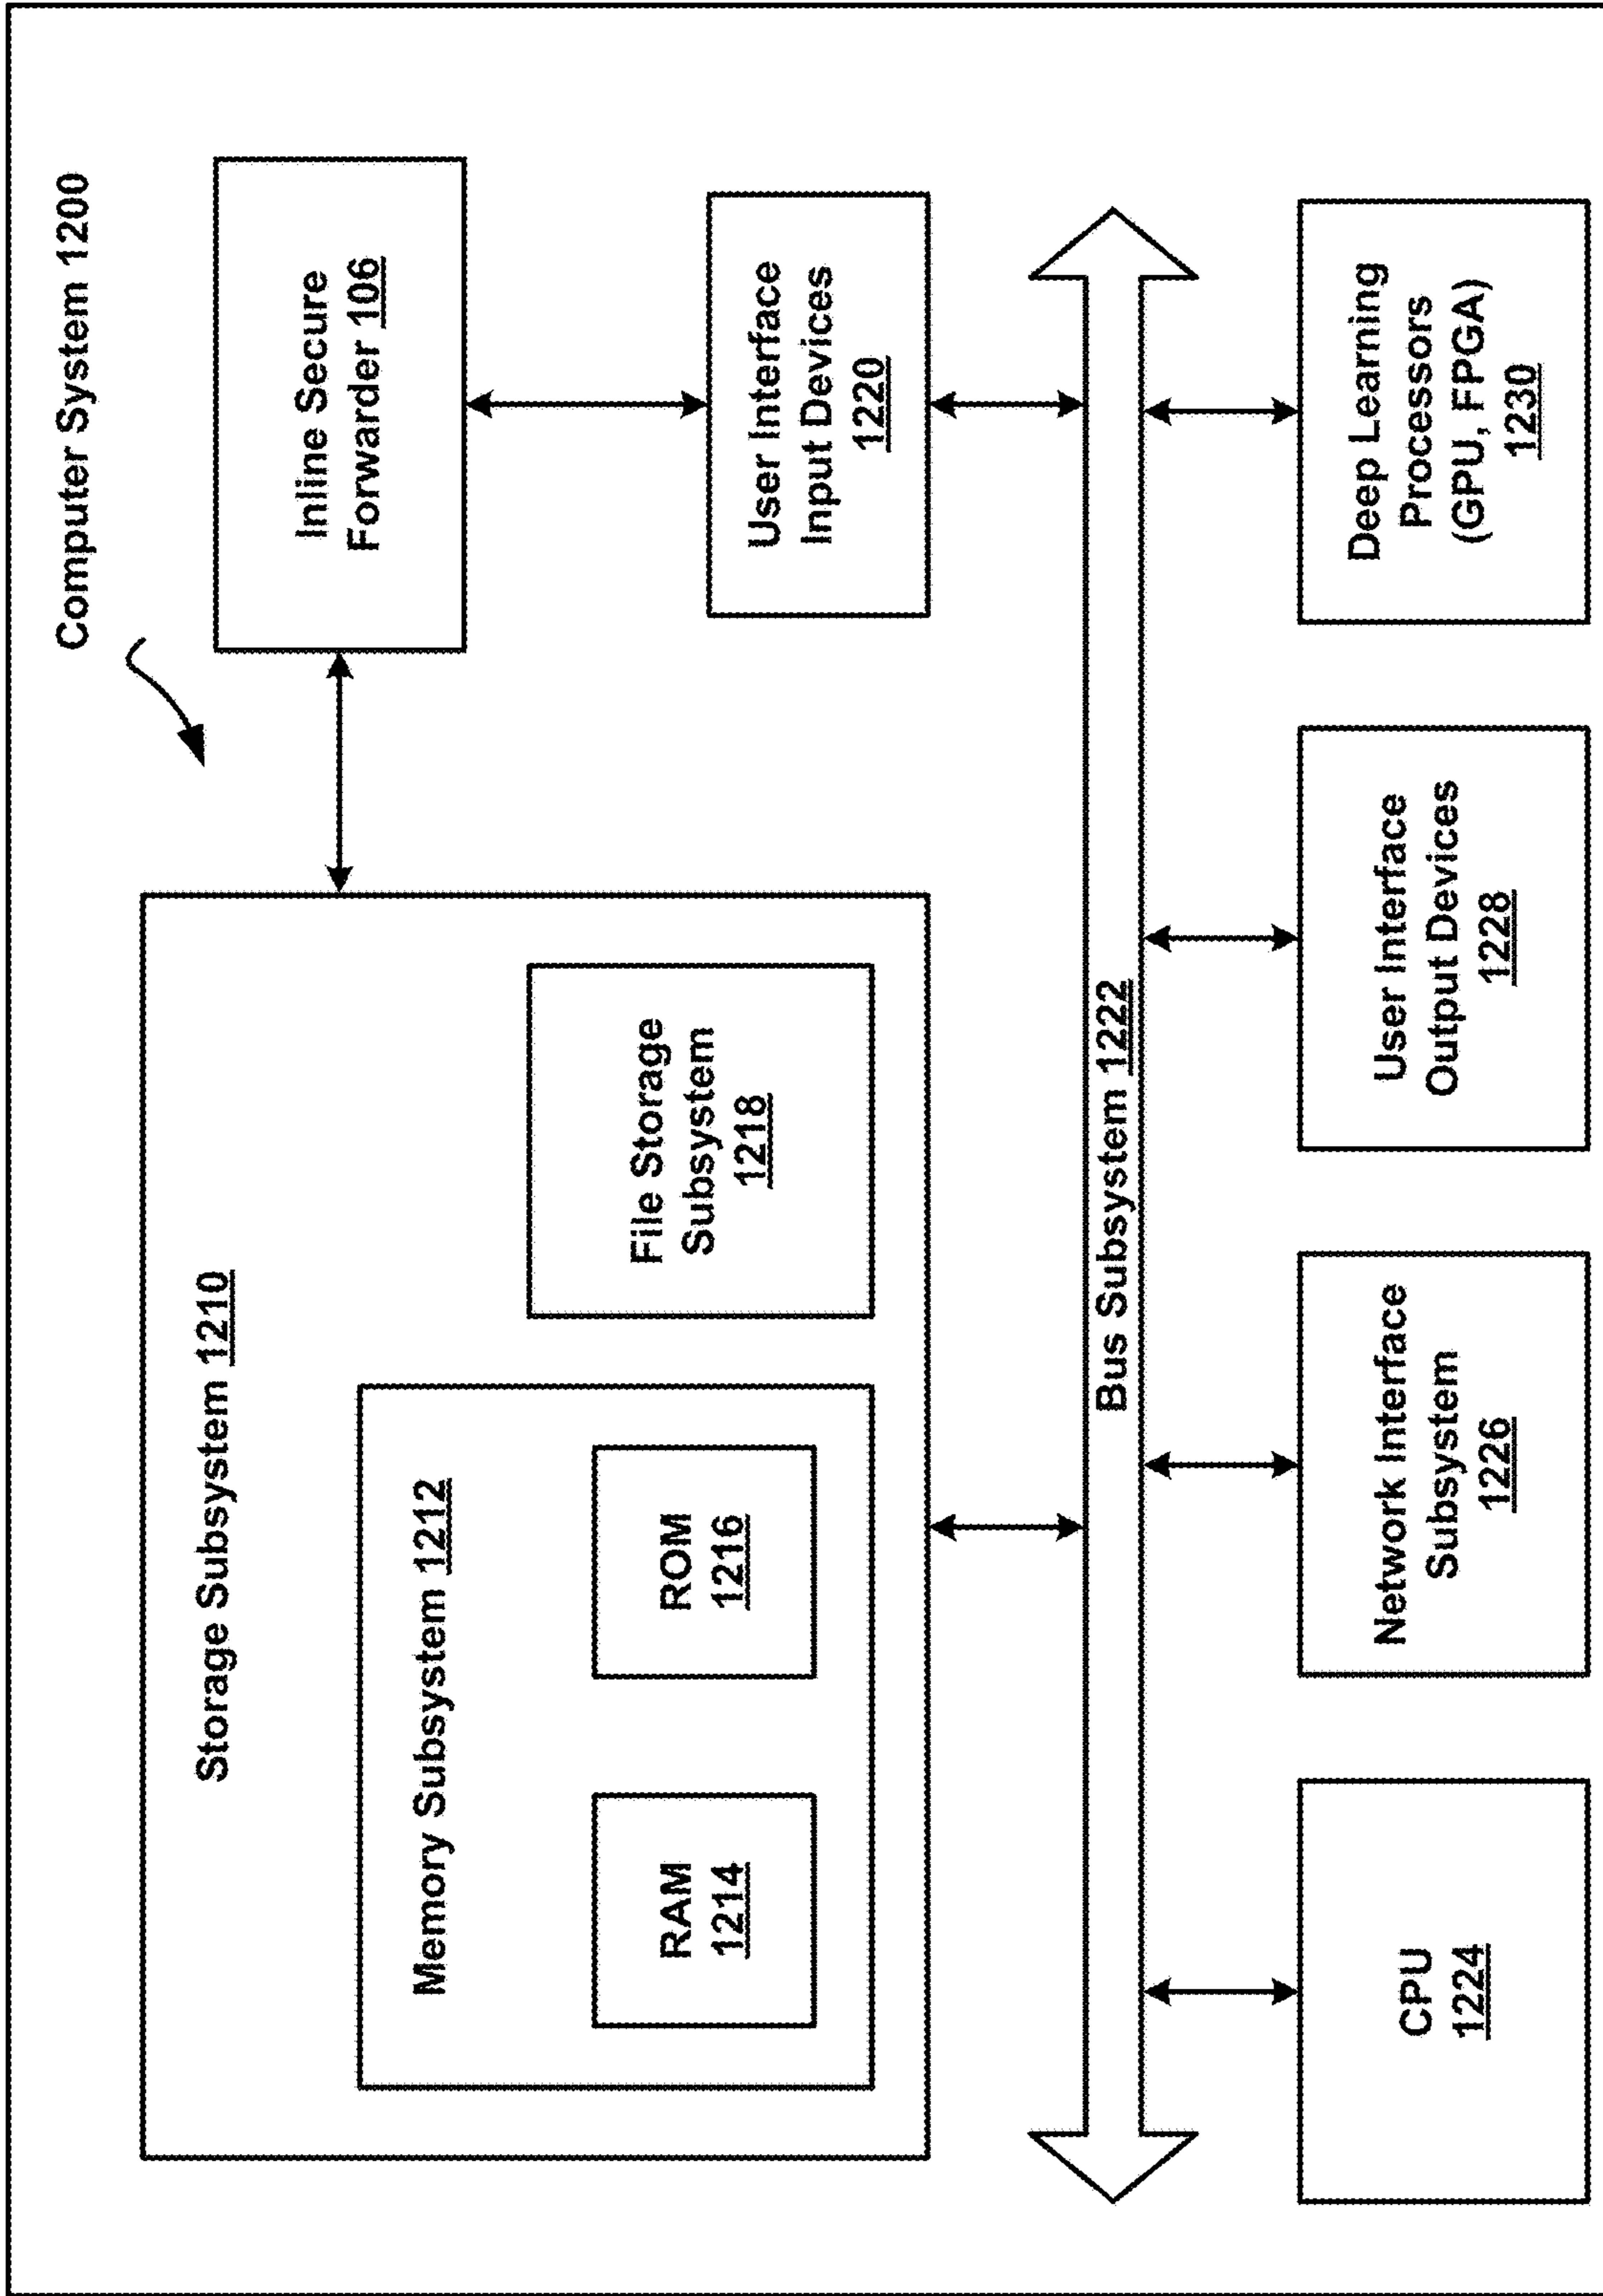 Computer System 1200
Storage Subsystem 1210
Memory Subsystem 1212
RAM
1214
ROM
1216
File Storage
Subsystem
1218
Inline Secure
Forwarder 106
User Interface
Input Devices
1220
Bus Subsystem 1222
CPU
1224
Network Interface
Subsystem
1226
User Interface
Output Devices
1228
Deep Learning
Processors
(GPU, FPGA)
1230